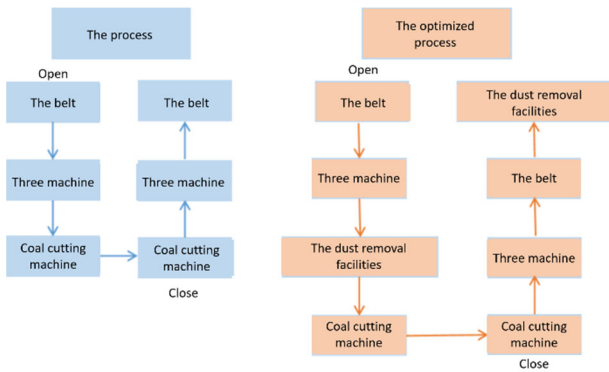 The process
Open
The belt
Three machine
Coal cutting
machine
Coal cutting
machine
Close
Three machine
The belt
The optimized
process
Open
The belt
Three machine
The dust removal
facilities
Coal cutting
machine
Coal cutting
machine
Close
Three machine
The belt
The dust removal
facilities